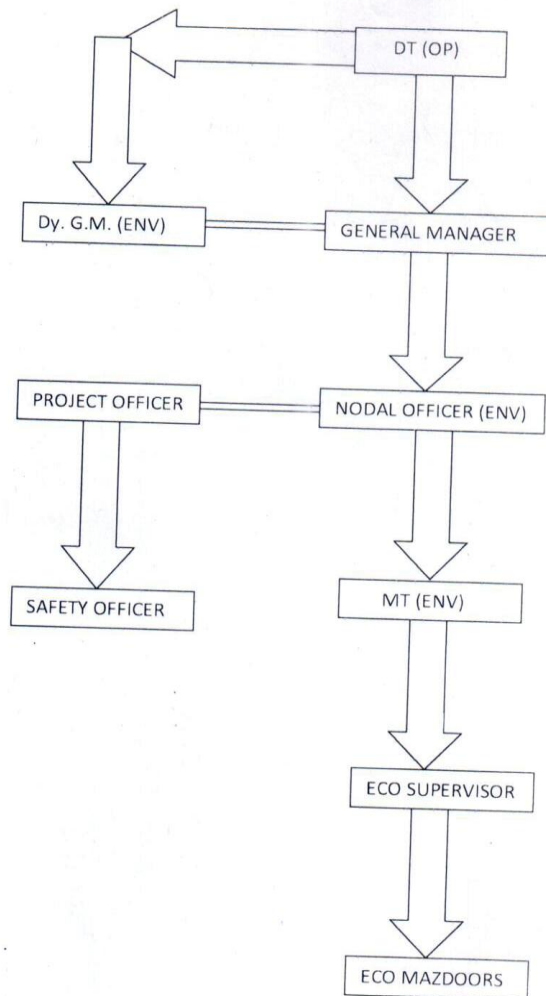 DT (OP)
Dy. G.M. (ENV)
GENERAL MANAGER
PROJECT OFFICER
NODAL OFFICER (ENV)
SAFETY OFFICER
MT (ENV)
ECO SUPERVISOR
ECO MAZDOORS